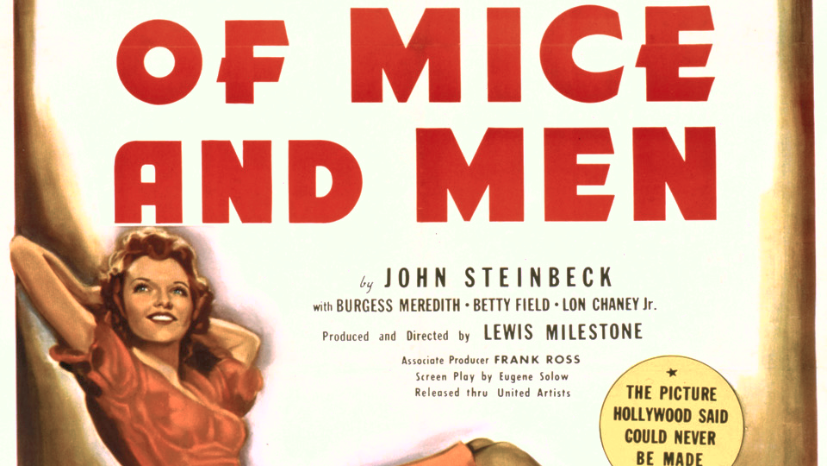 OF MICE
AND MEN
by JOHN STEINBECK
with BURGESS MEREDITH • BETTY FIELD • LON CHANEY Jr.
Produced and Directed by LEWIS MILESTONE
Associate Producer FRANK ROSS
Screen Play by Eugene Solow
Released thru United Artists
THE PICTURE
HOLLYWOOD SAID
COULD NEVER
BE MADE